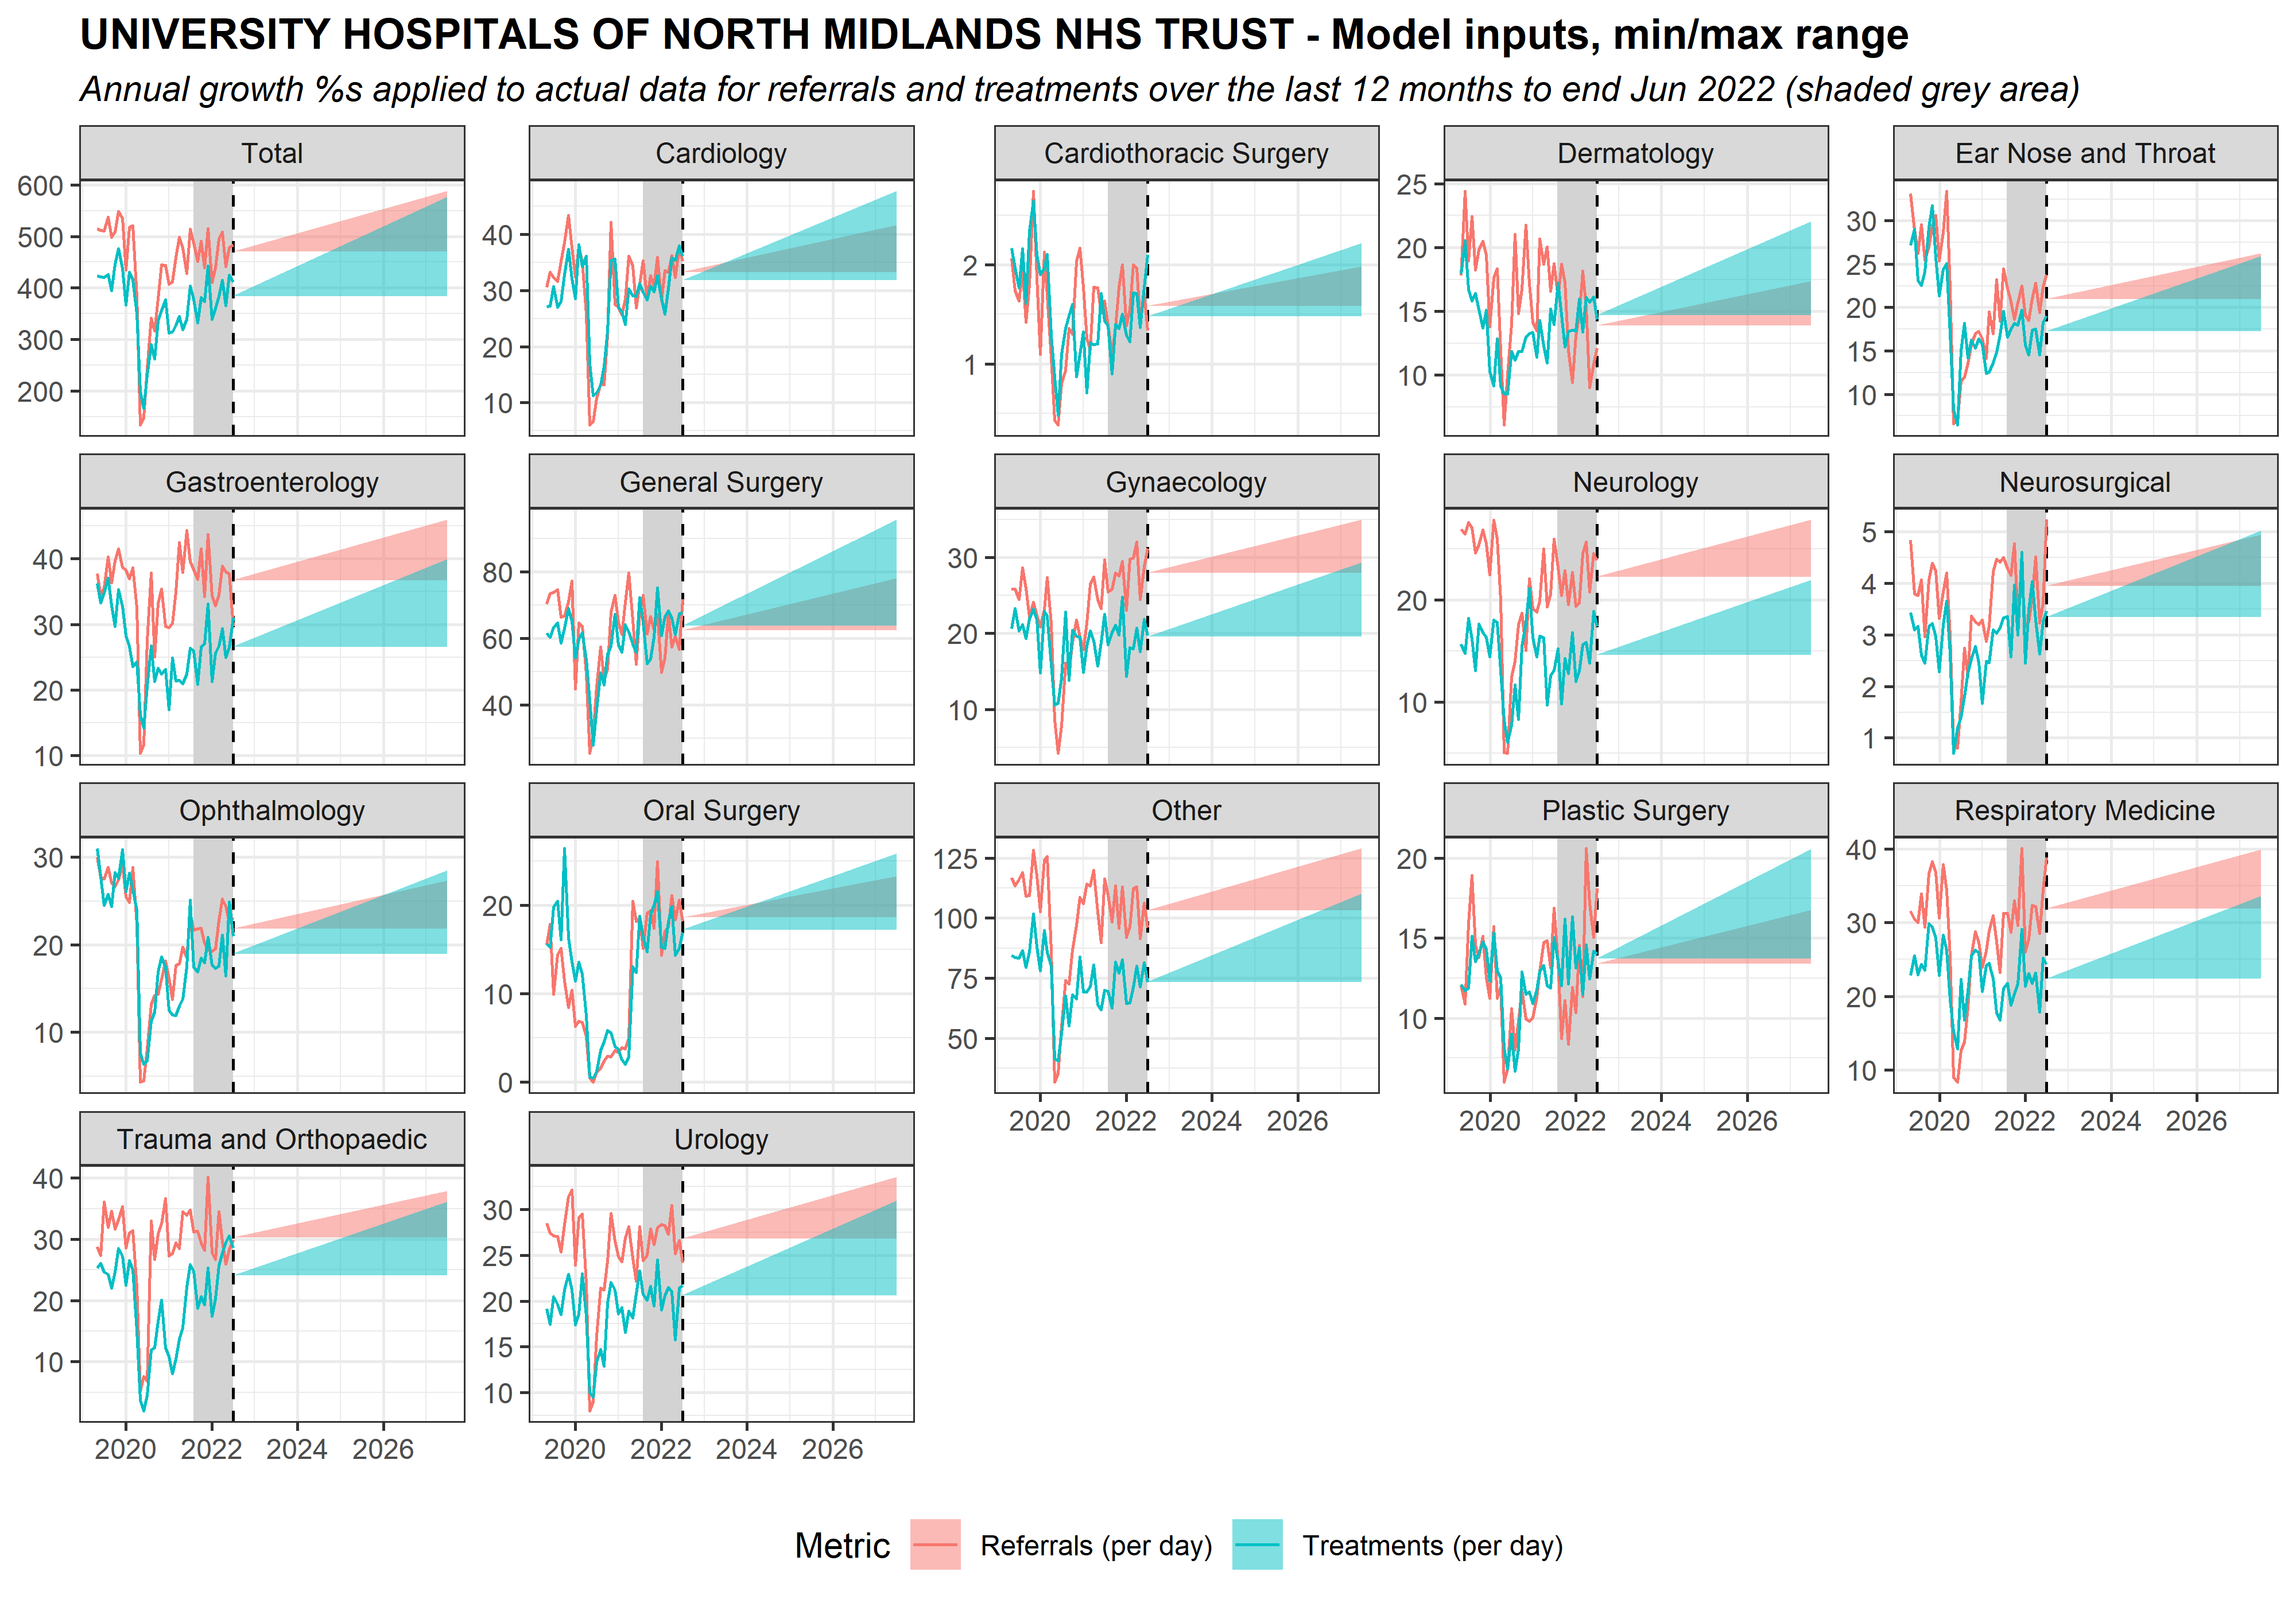 UNIVERSITY HOSPITALS OF NORTH MIDLANDS NHS TRUST - Model inputs, min/max range
Annual growth %s applied to actual data for referrals and treatments over the last 12 months to end Jun 2022 (shaded grey area)
Total
600
500
400
300
200
Cardiology
40
30
20
10
Cardiothoracic Surgery
2
1
Dermatology
25
20
15
10
Ear Nose and Throat
30
25
20
15
10
Gastroenterology
40
30
20
10
General Surgery
80
60
40
Gynaecology
30
20
10
Neurology
20
10
Neurosurgical
5
4
3
2
1
Ophthalmology
30
20
10
Oral Surgery
20
10
0
Other
125
100
75
50
2020 2022 2024 2026
Plastic Surgery
20
15
10
2020 2022 2024 2026
Respiratory Medicine
40
30
20
10
2020 2022 2024 2026
Trauma and Orthopaedic
40
30
20
10
2020 2022 2024 2026
Urology
30
25
20
15
10
2020 2022 2024 2026
Metric Referrals (per day) Treatments (per day)